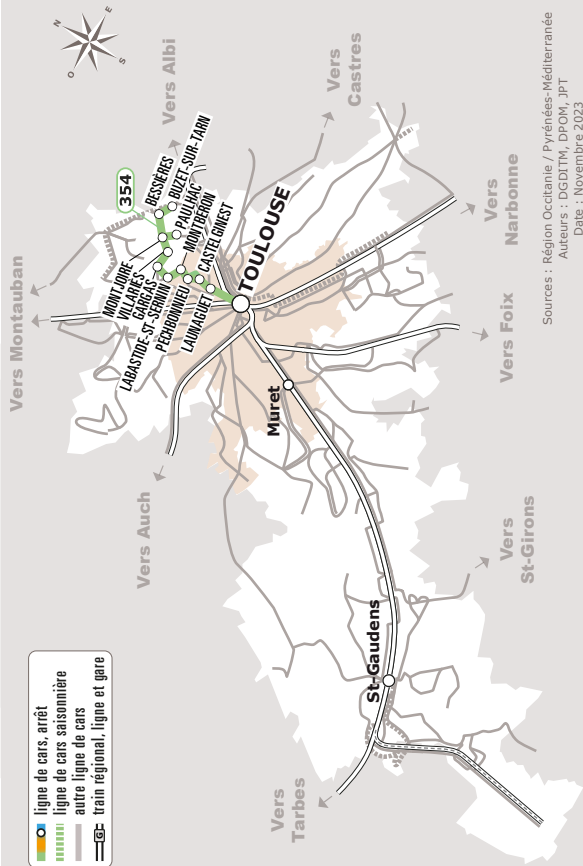 Vers Montauban
Vers Albi
Vers
Castres
Vers
Narbonne
Vers Foix
Vers
St-Girons
Vers
Tarbes
Vers Auch
N
E
S
O
354
BESSIÈRES
BUZET-SUR-TARN
PAULHAC
MONTJOIRE
VILLARIÈS
GARGAS
LABASTIDE-ST-SERNIN
MONTBERON
PECHBONNIEU
CASTELGINEST
LAUNAGUET
TOULOUSE
Muret
St-Gaudens
ligne de cars, arrêt
ligne de cars saisonnière
autre ligne de cars
G
train régional, ligne et gare
Sources : Région Occitanie / Pyrénées-Méditerranée
Auteurs : DGDITM, DPOM, JPT
Date : Novembre 2023